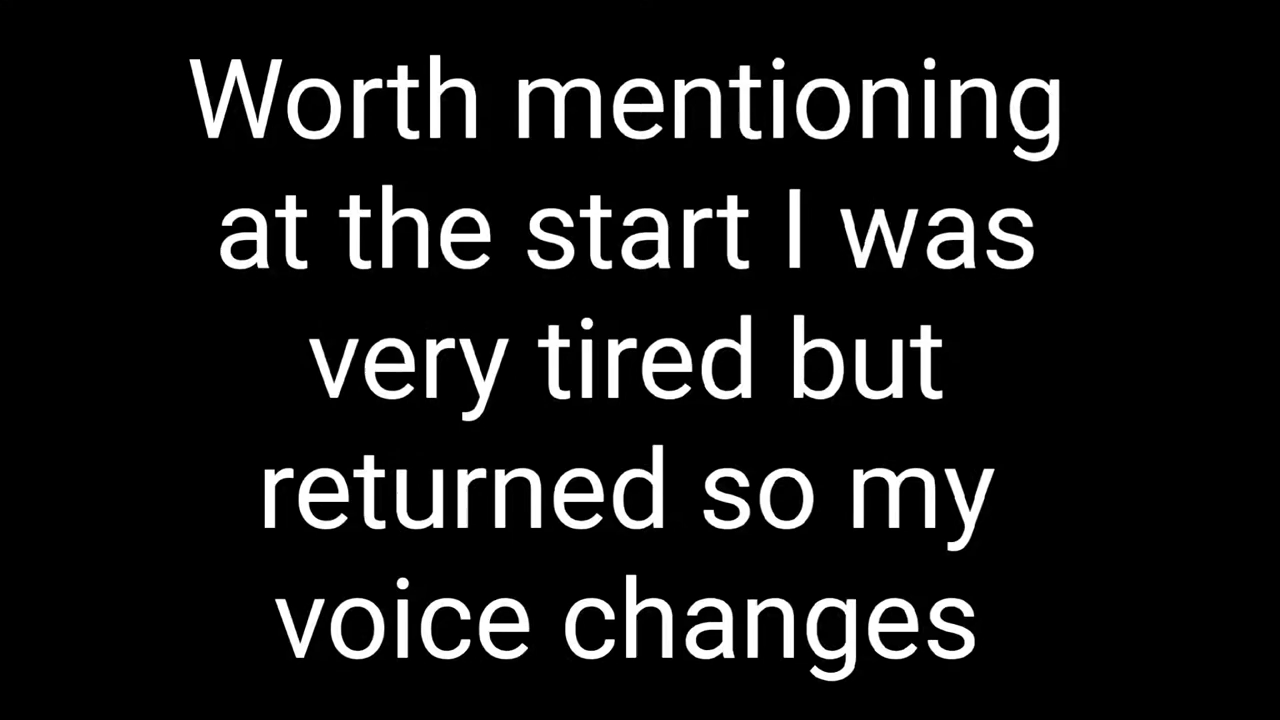 Worth mentioning
at the start I was
very tired but
returned so my
voice changes